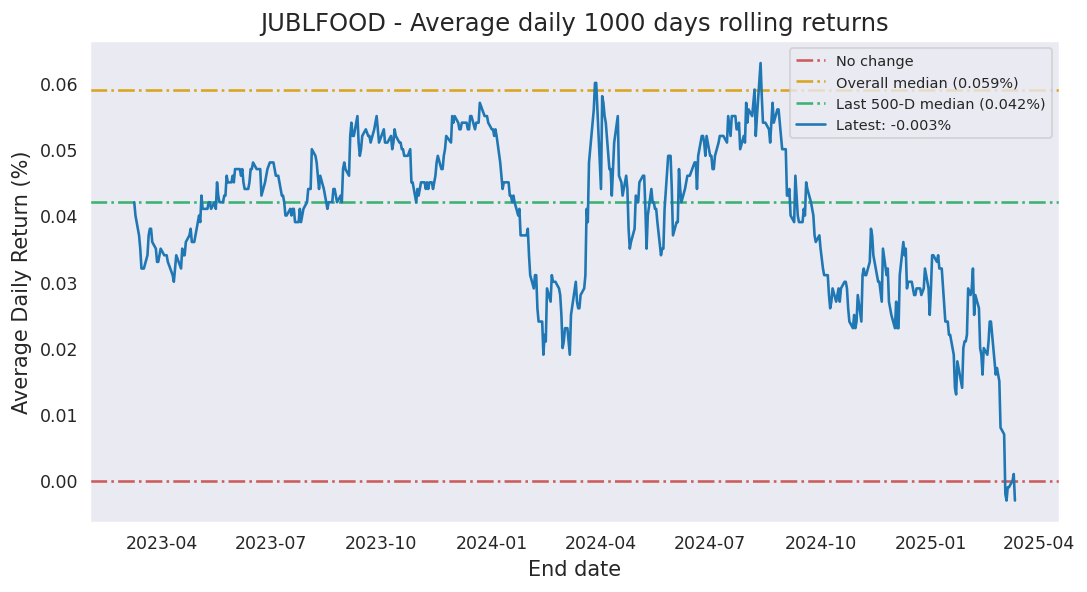 JUBLFOOD - Average daily 1000 days rolling returns
No change
Overall median (0.059%)
Last 500-D median (0.042%)
Latest: -0.003%
Average Daily Return (%)
0.06
0.05
0.04
0.03
0.02
0.01
0.00
2023-04 2023-07 2023-10 2024-01 2024-04 2024-07 2024-10 2025-01 2025-04
End date